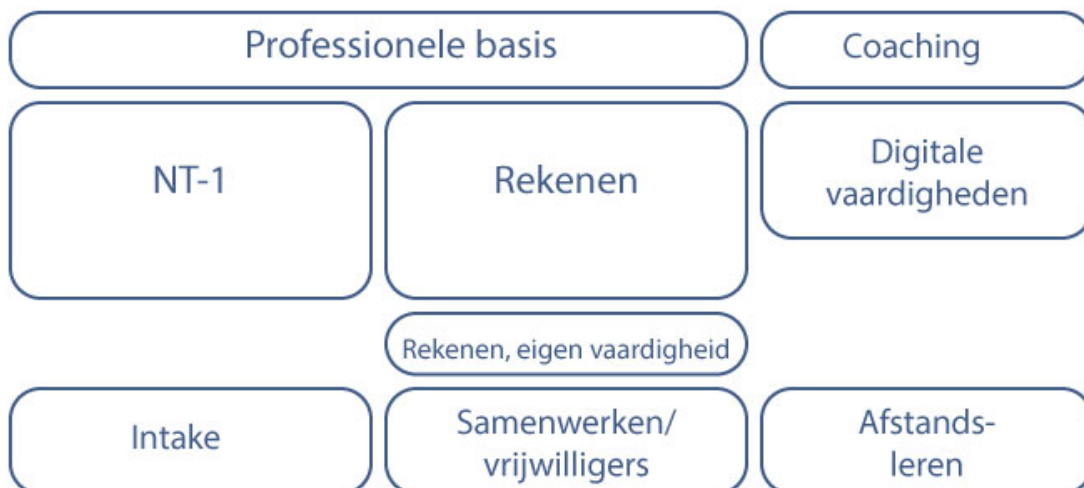 Professionele basis
Coaching
NT-1
Rekenen
Digitale
vaardigheden
Rekenen, eigen vaardigheid
Intake
Samenwerken/
vrijwilligers
Afstands-
leren